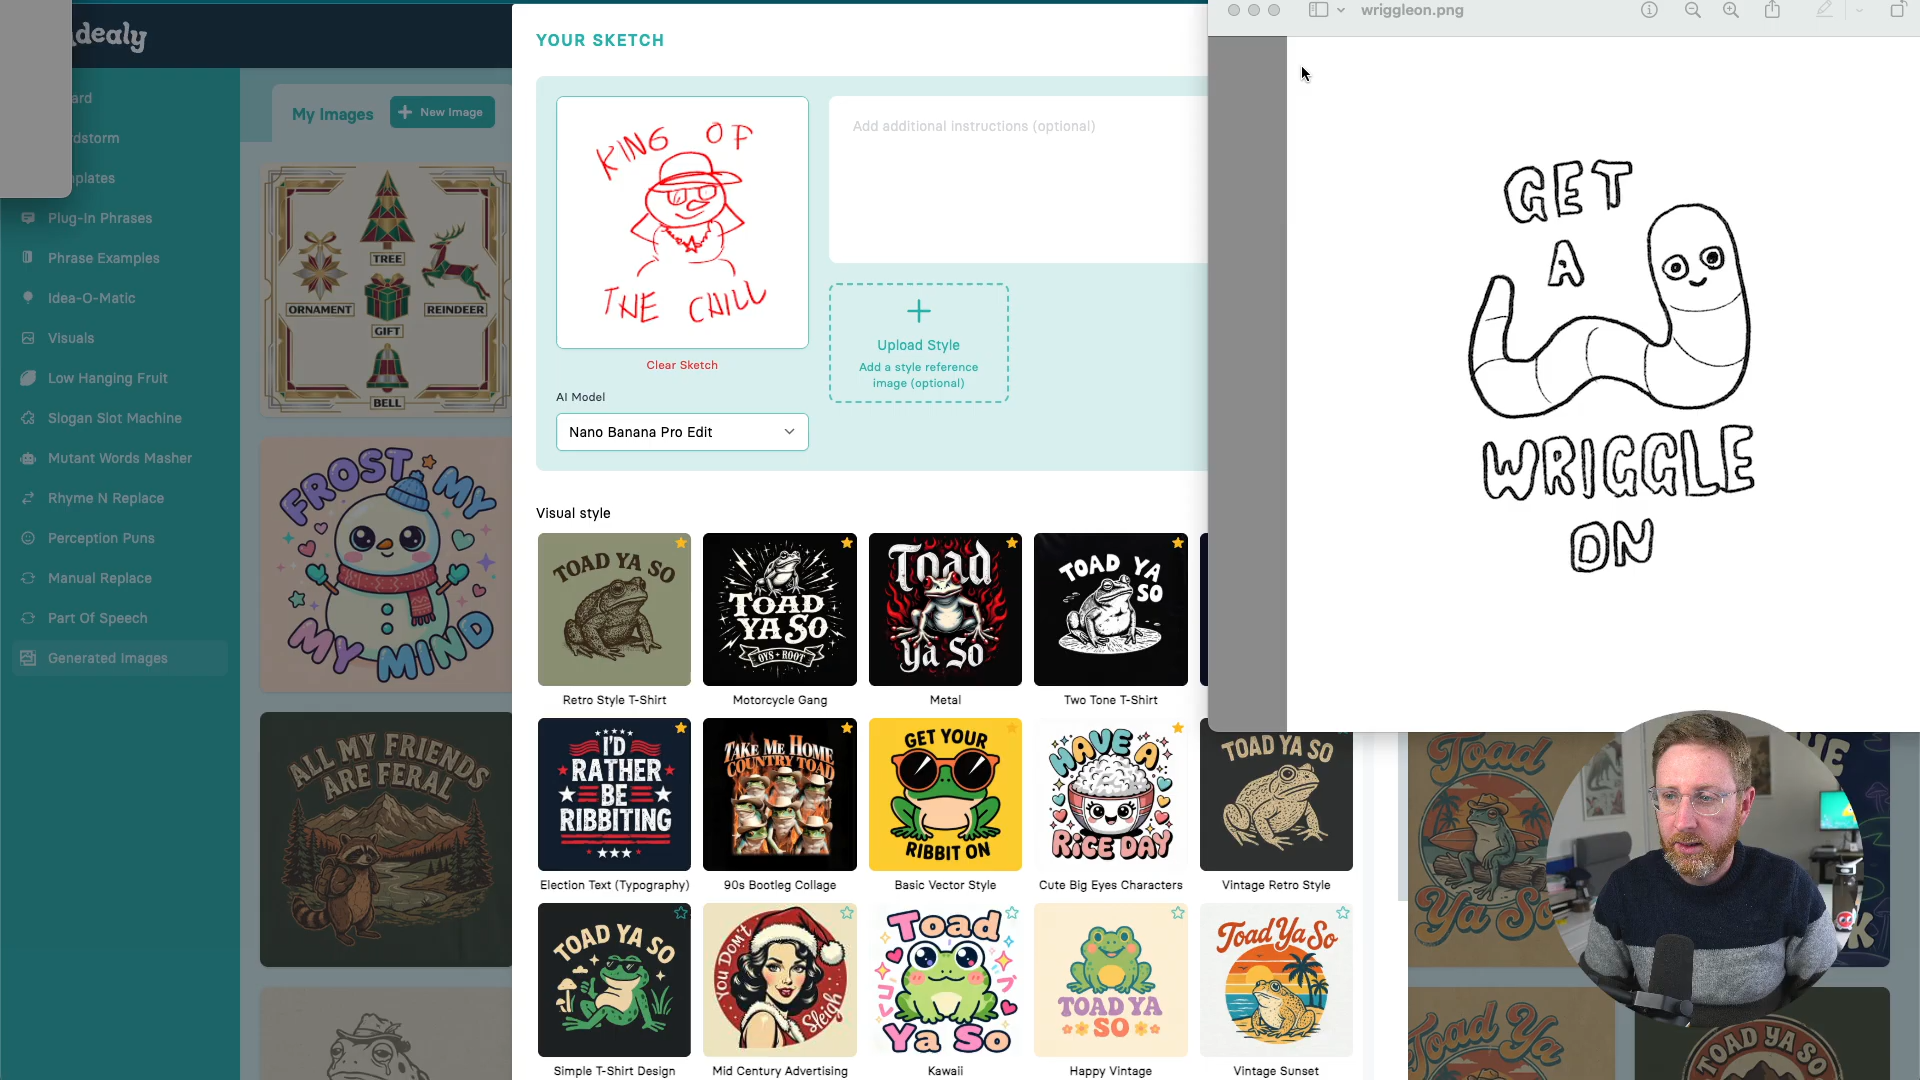 dealy
ard
dstorm
plates
Plug-In Phrases
Phrase Examples
Idea-O-Matic
Visuals
Low Hanging Fruit
Slogan Slot Machine
Mutant Words Masher
Rhyme N Replace
Perception Puns
Manual Replace
Part Of Speech
Generated Images
My Images
New Image
TREE
ORNAMENT
GIFT
REINDEER
BELL
FROST MY
MY MIND
ALL MY FRIENDS
ARE FERAL
YOUR SKETCH
KING OF
THE CHILL
Clear Sketch
AI Model
Nano Banana Pro Edit
Add additional instructions (optional)
Upload Style
Add a style reference
image (optional)
Visual style
TOAD YA SO
Retro Style T-Shirt
TOAD
YA SO
Motorcycle Gang
Toad
Ya So
Metal
TOAD YA
SO
Two Tone T-Shirt
I'D
RATHER
BE
RIBBITING
Election Text (Typography)
TAKE ME HOME
COUNTRY TOAD
90s Bootleg Collage
GET YOUR
RIBBIT ON
Basic Vector Style
HAVE A
RICE DAY
Cute Big Eyes Characters
TOAD YA SO
Vintage Retro Style
TOAD YA SO
Simple T-Shirt Design
You Don't
Sleigh
Mid Century Advertising
Toad
Ya So
Kawaii
TOAD YA
SO
Happy Vintage
Toad Ya So
Vintage Sunset
wriggleon.png
GET
A
WRIGGLE
ON
Toad
Ya So
Toad Ya
TOAD YA SO